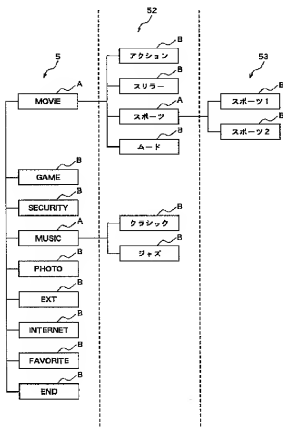 52
5
53
B
アクション
B
スリラー
A
MOVIE
A
スポーツ
B
スポーツ1
B
スポーツ2
B
ムード
B
GAME
B
SECURITY
A
MUSIC
B
クラシック
B
ジャズ
B
PHOTO
B
EXT
B
INTERNET
B
FAVORITE
B
END